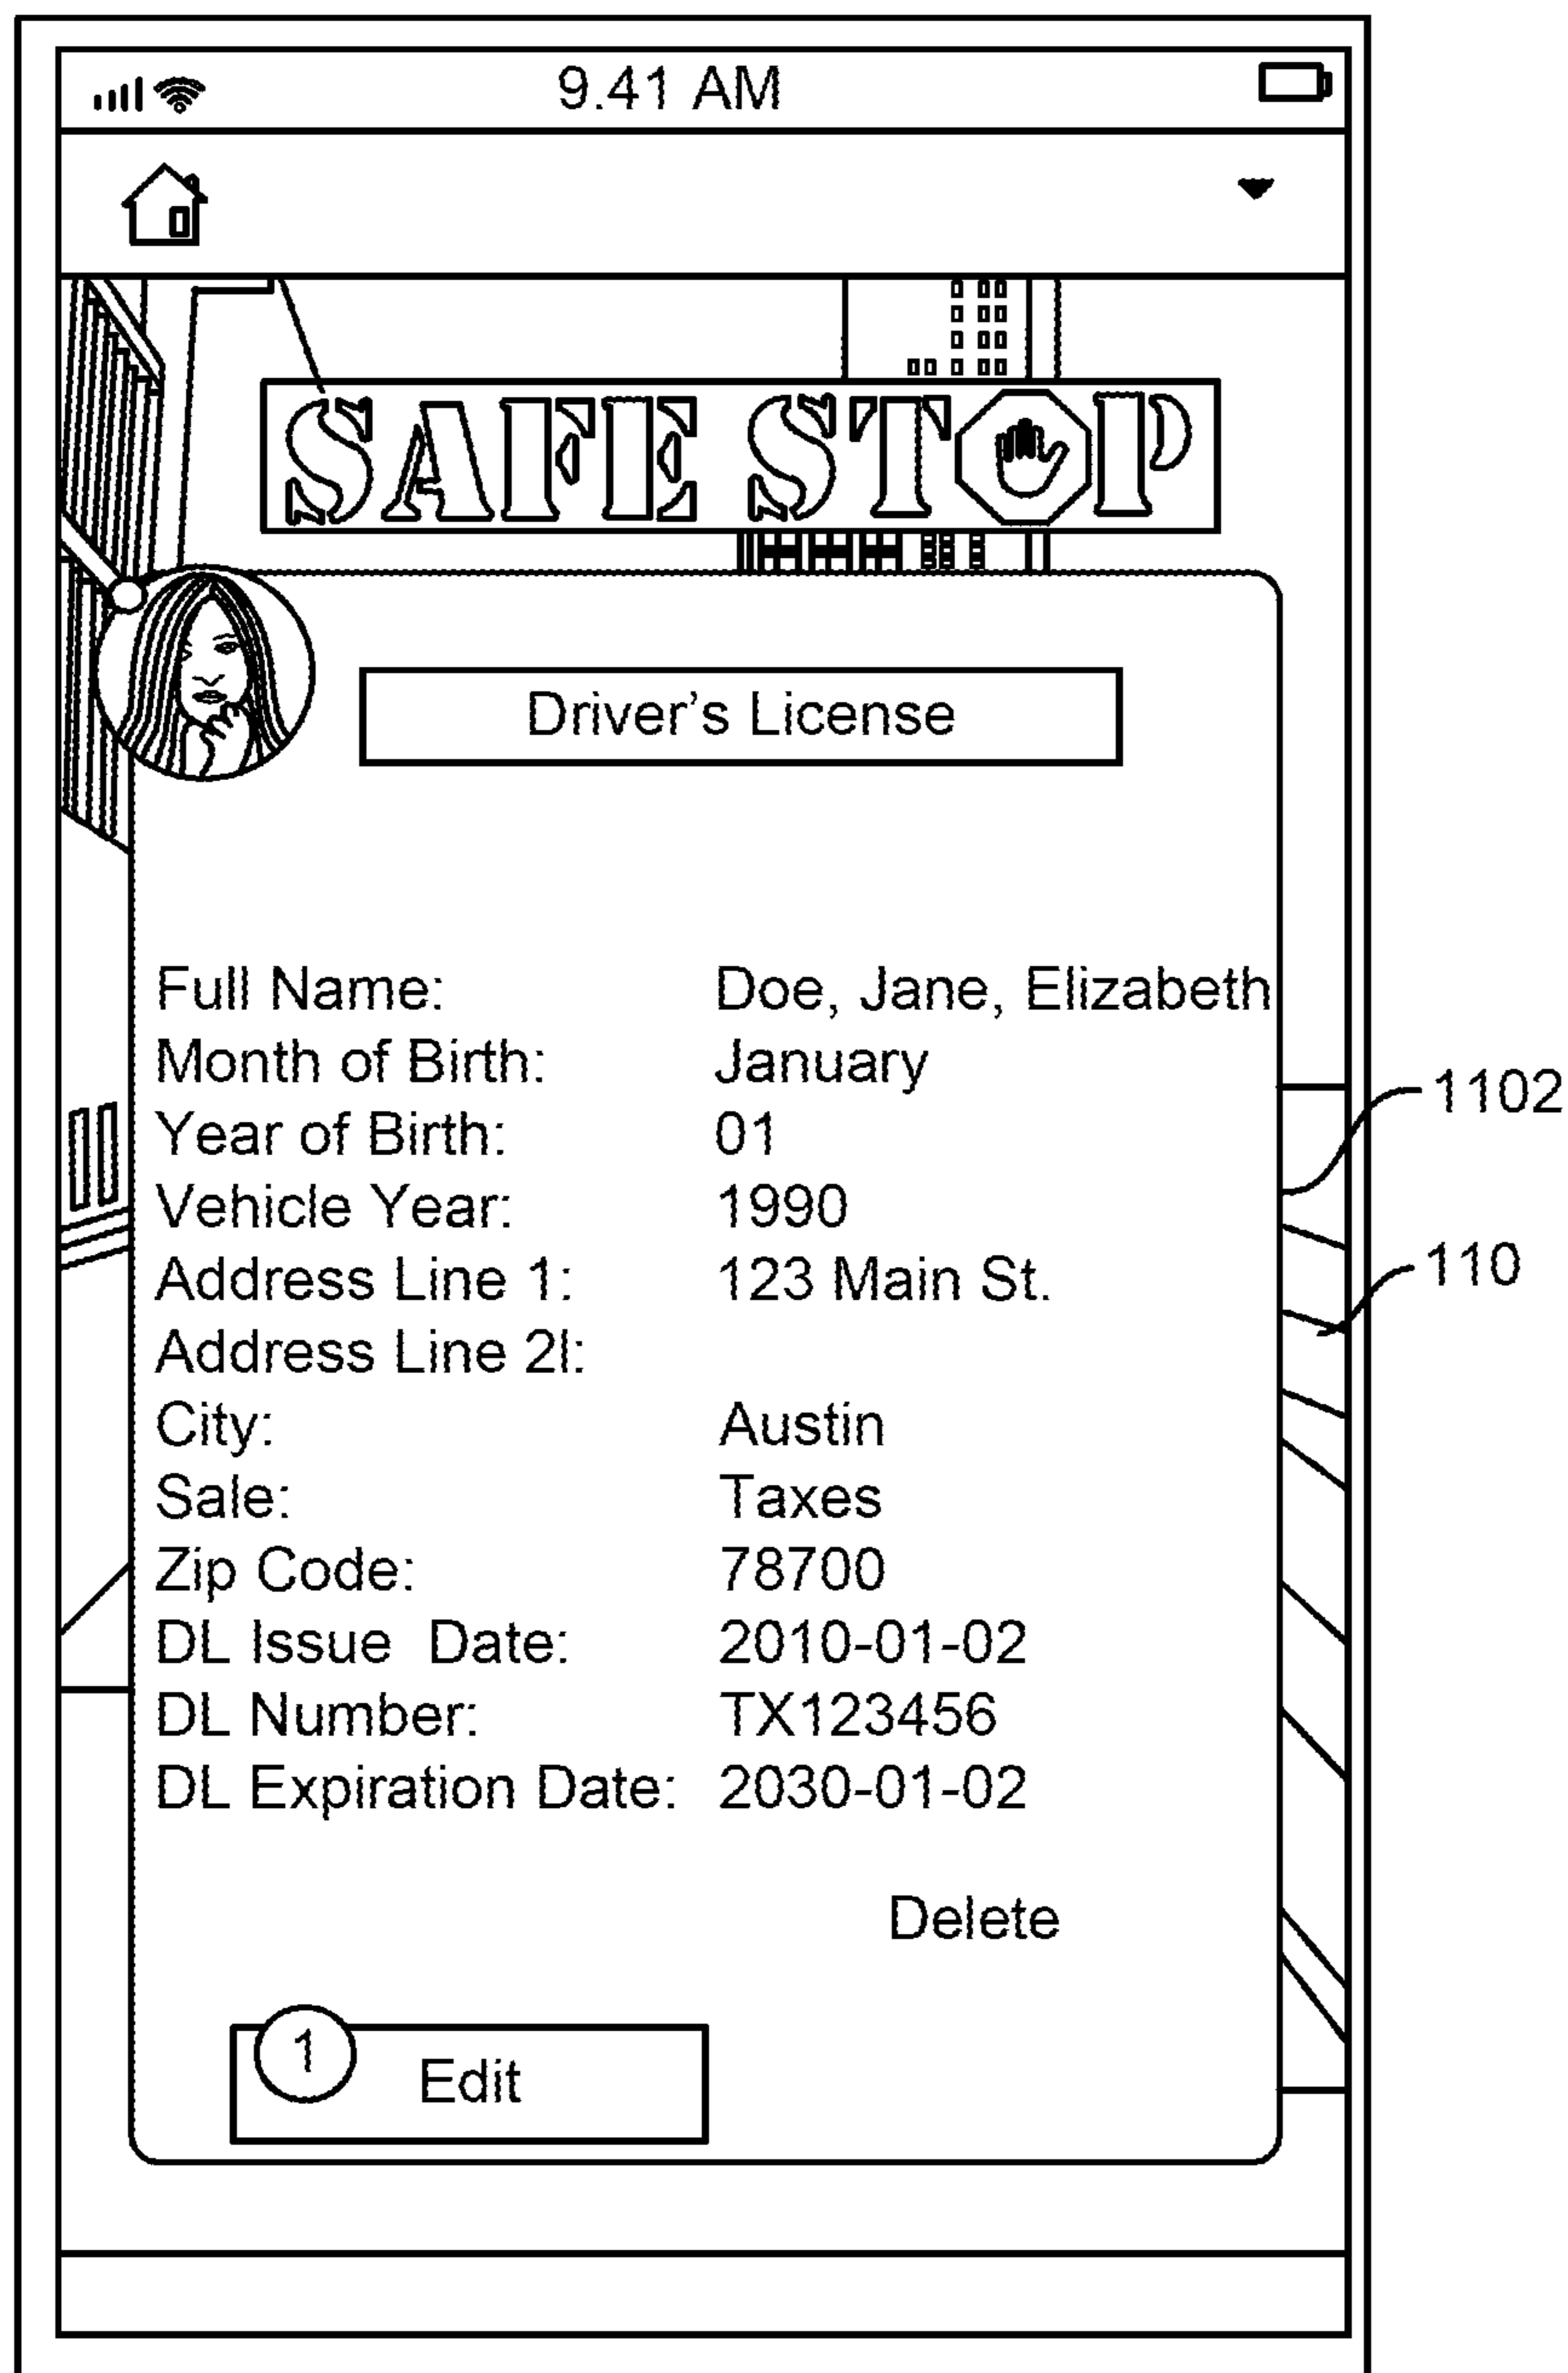 9.41 AM
SAFE STOP
Driver's License
Full Name: Doe, Jane, Elizabeth
Month of Birth: January
Year of Birth: 01
Vehicle Year: 1990
Address Line 1: 123 Main St.
Address Line 2l:
City: Austin
Sale: Taxes
Zip Code: 78700
DL Issue Date: 2010-01-02
DL Number: TX123456
DL Expiration Date: 2030-01-02
Delete
1 Edit
1102
110